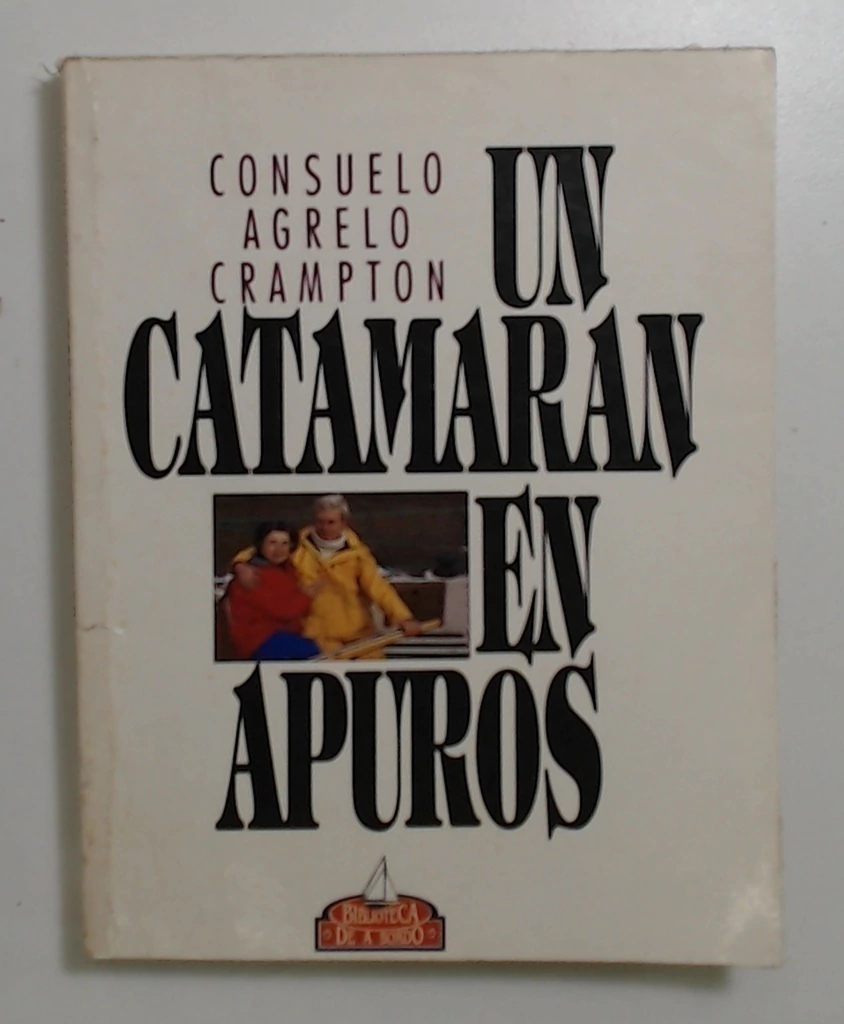 CONSUELO
AGRELO
CRAMPTON
UN
CATAMARAN
EN
APUROS
BIBLIOTECA
DE A BORDO